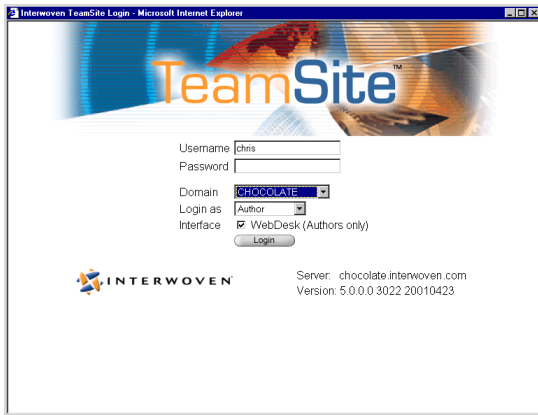 Interwoven TeamSite Login - Microsoft Internet Explorer
TeamSite™
Username chris
Password
Domain CHOCOLATE
Login as Author
Interface WebDesk (Authors only)
Login
INTERWOVEN
Server: chocolate.interwoven.com
Version: 5.0.0.0 3022 20010423